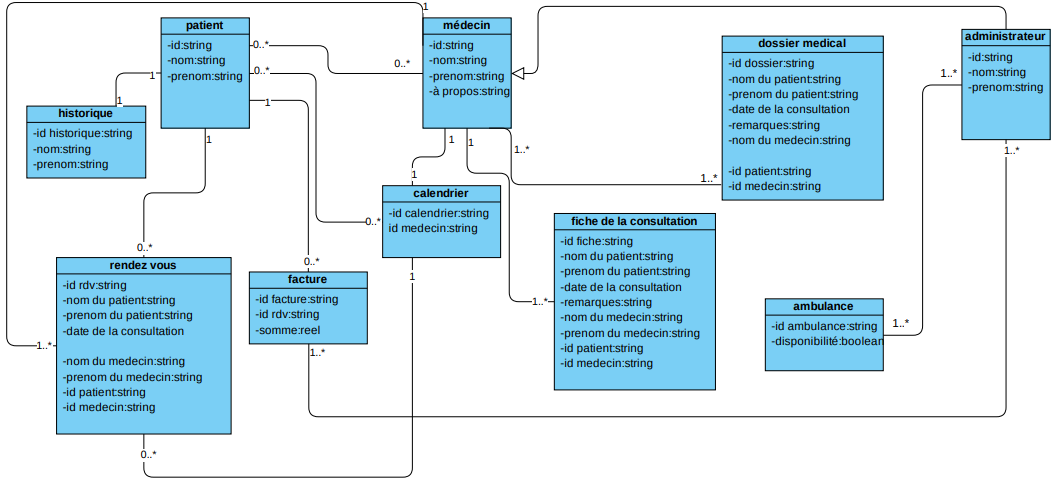 patient
-id:string
-nom:string
-prenom:string
médecin
-id:string
-nom:string
-prenom:string
-à propos:string
dossier medical
-id dossier:string
-nom du patient:string
-prenom du patient:string
-date de la consultation
-remarques:string
-nom du medecin:string
-id patient:string
-id medecin:string
administrateur
-id:string
-nom:string
-prenom:string
historique
-id historique:string
-nom:string
-prenom:string
calendrier
-id calendrier:string
id medecin:string
fiche de la consultation
-id fiche:string
-nom du patient:string
-prenom du patient:string
-date de la consultation
-remarques:string
-nom du medecin:string
-prenom du medecin:string
-id patient:string
-id medecin:string
rendez vous
-id rdv:string
-nom du patient:string
-prenom du patient:string
-date de la consultation
-nom du medecin:string
-prenom du medecin:string
-id patient:string
-id medecin:string
facture
-id facture:string
-id rdv:string
-somme:reel
ambulance
-id ambulance:string
-disponibilité:boolean
1
0..*
0..*
0..*
1
1
1
1
1
1
1..*
1..*
1..*
1..*
1
0..*
0..*
0..*
1
1..*
1..*
1..*
1..*
0..*